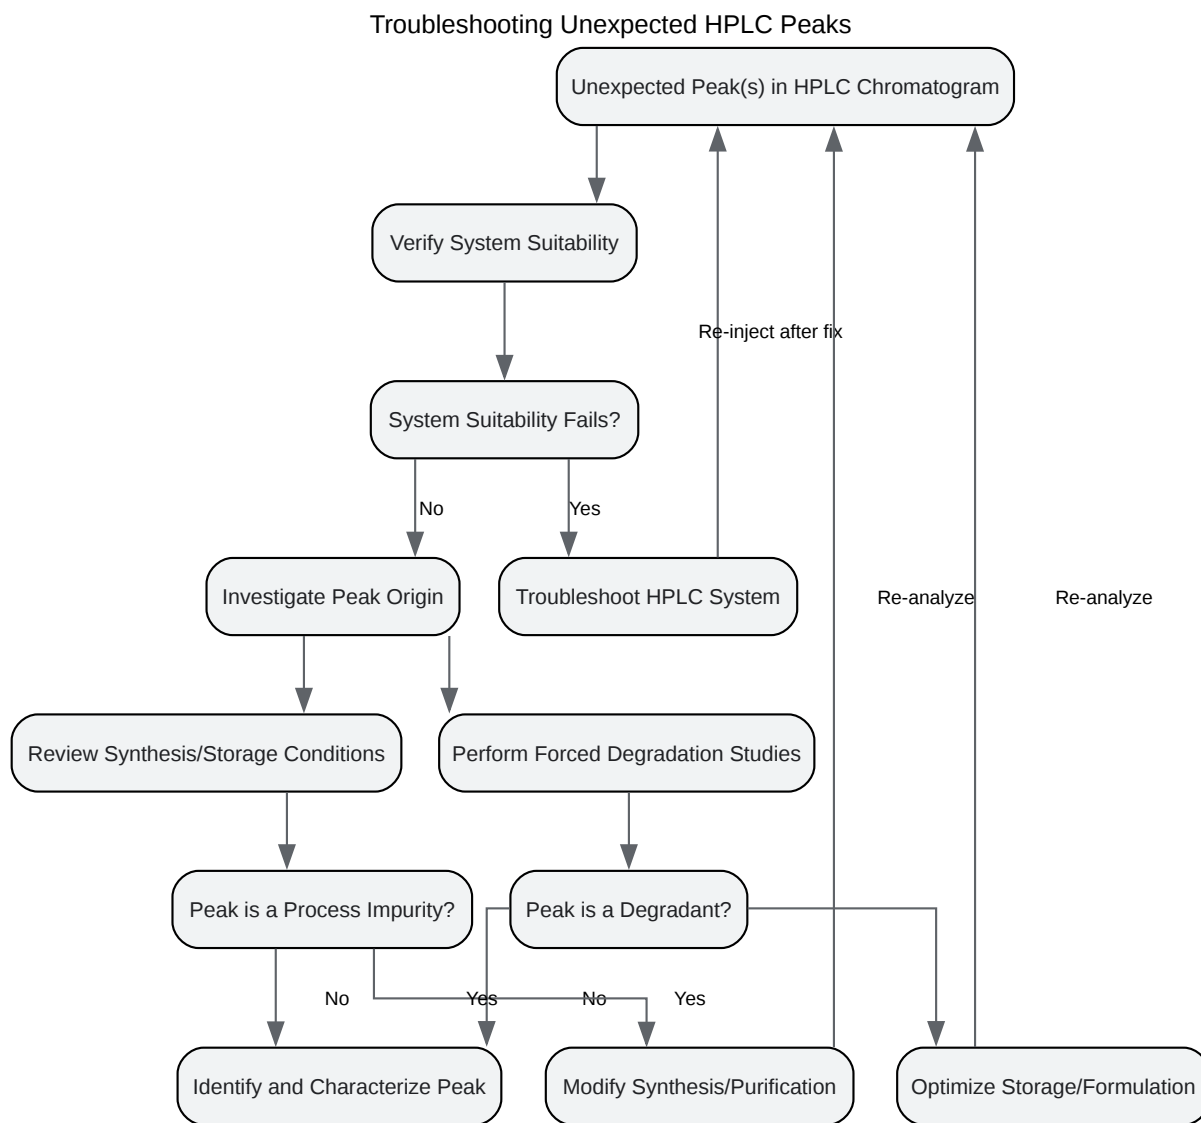 Troubleshooting Unexpected HPLC Peaks
Unexpected Peak(s) in HPLC Chromatogram
Verify System Suitability
Re-inject after fix
System Suitability Fails?
No
Yes
Investigate Peak Origin
Troubleshoot HPLC System
Re-analyze
Re-analyze
Review Synthesis/Storage Conditions
Perform Forced Degradation Studies
Peak is a Process Impurity?
Peak is a Degradant?
No
Yes
No
Yes
Identify and Characterize Peak
Modify Synthesis/Purification
Optimize Storage/Formulation